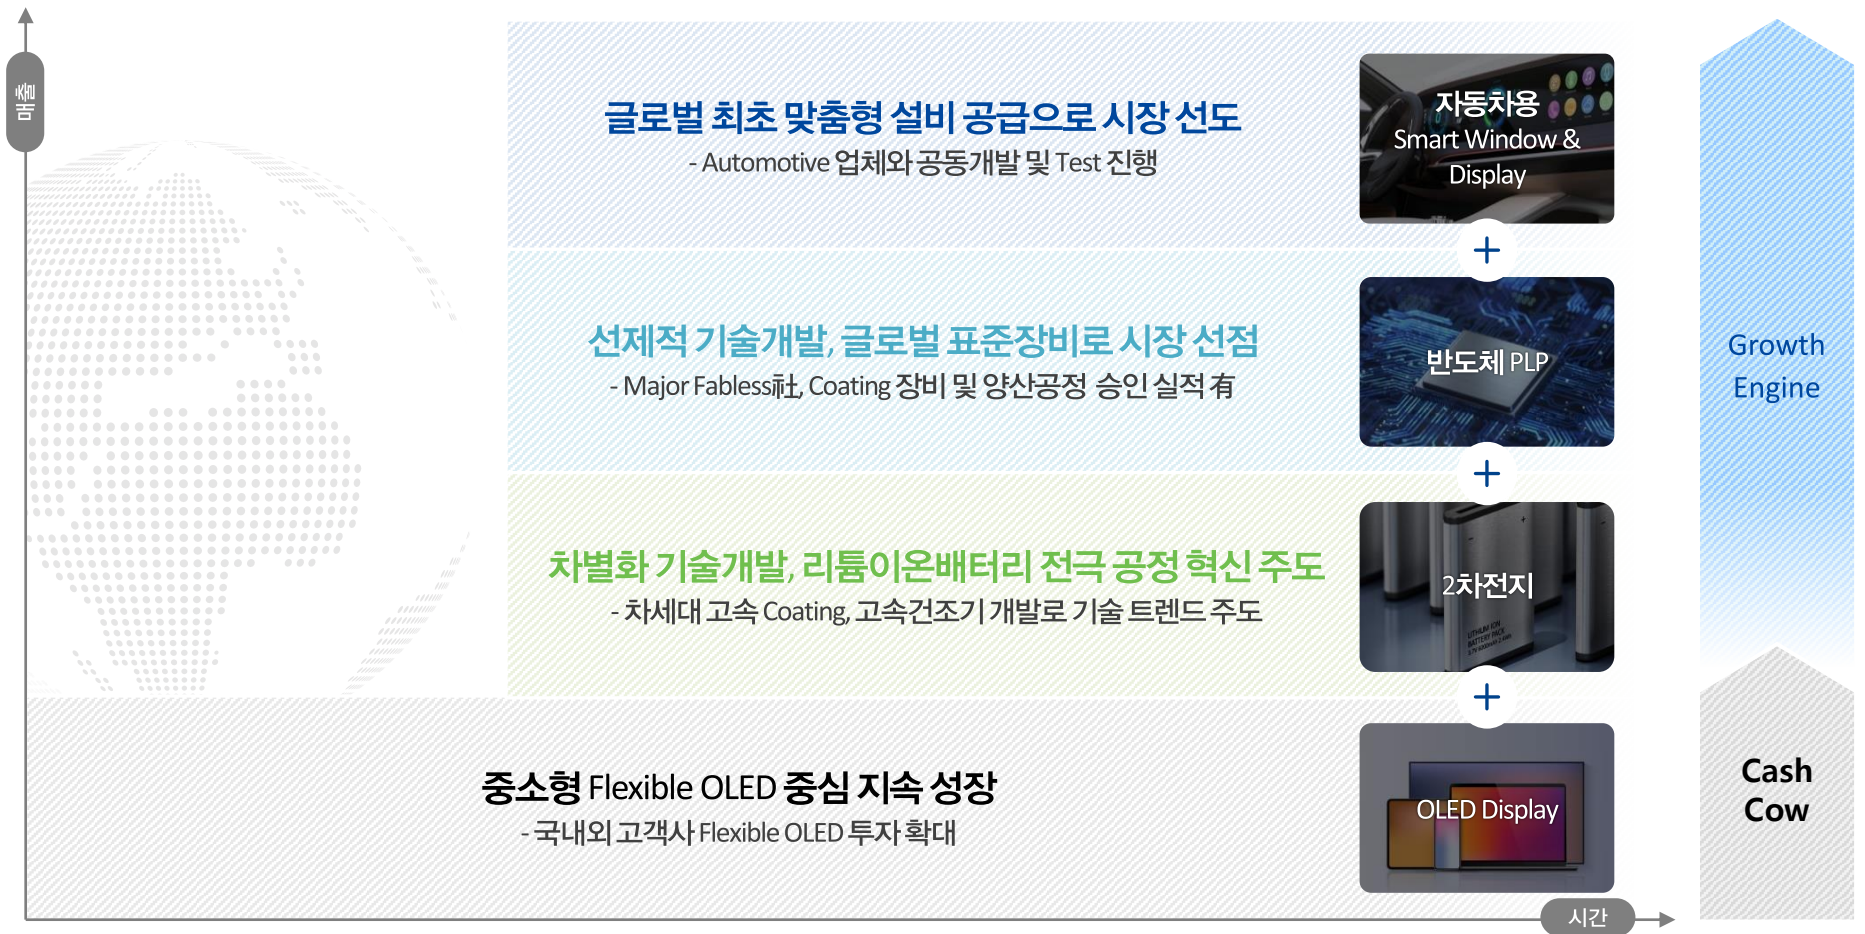 매출
글로벌 최초 맞춤형 설비 공급으로 시장 선도
- Automotive 업체와 공동개발 및 Test 진행
자동차용
Smart Window &
Display
+
선제적 기술개발, 글로벌 표준장비로 시장 선점
- Major Fabless社, Coating 장비 및 양산공정 승인 실적 有
반도체 PLP
Growth
Engine
+
차별화 기술개발, 리튬이온배터리 전극 공정 혁신 주도
- 차세대 고속 Coating, 고속건조기 개발로 기술 트렌드 주도
2차전지
LITHIUM ION
BATTERY PACK
+
중소형 Flexible OLED 중심 지속 성장
- 국내외 고객사 Flexible OLED 투자 확대
OLED Display
Cash
Cow
시간